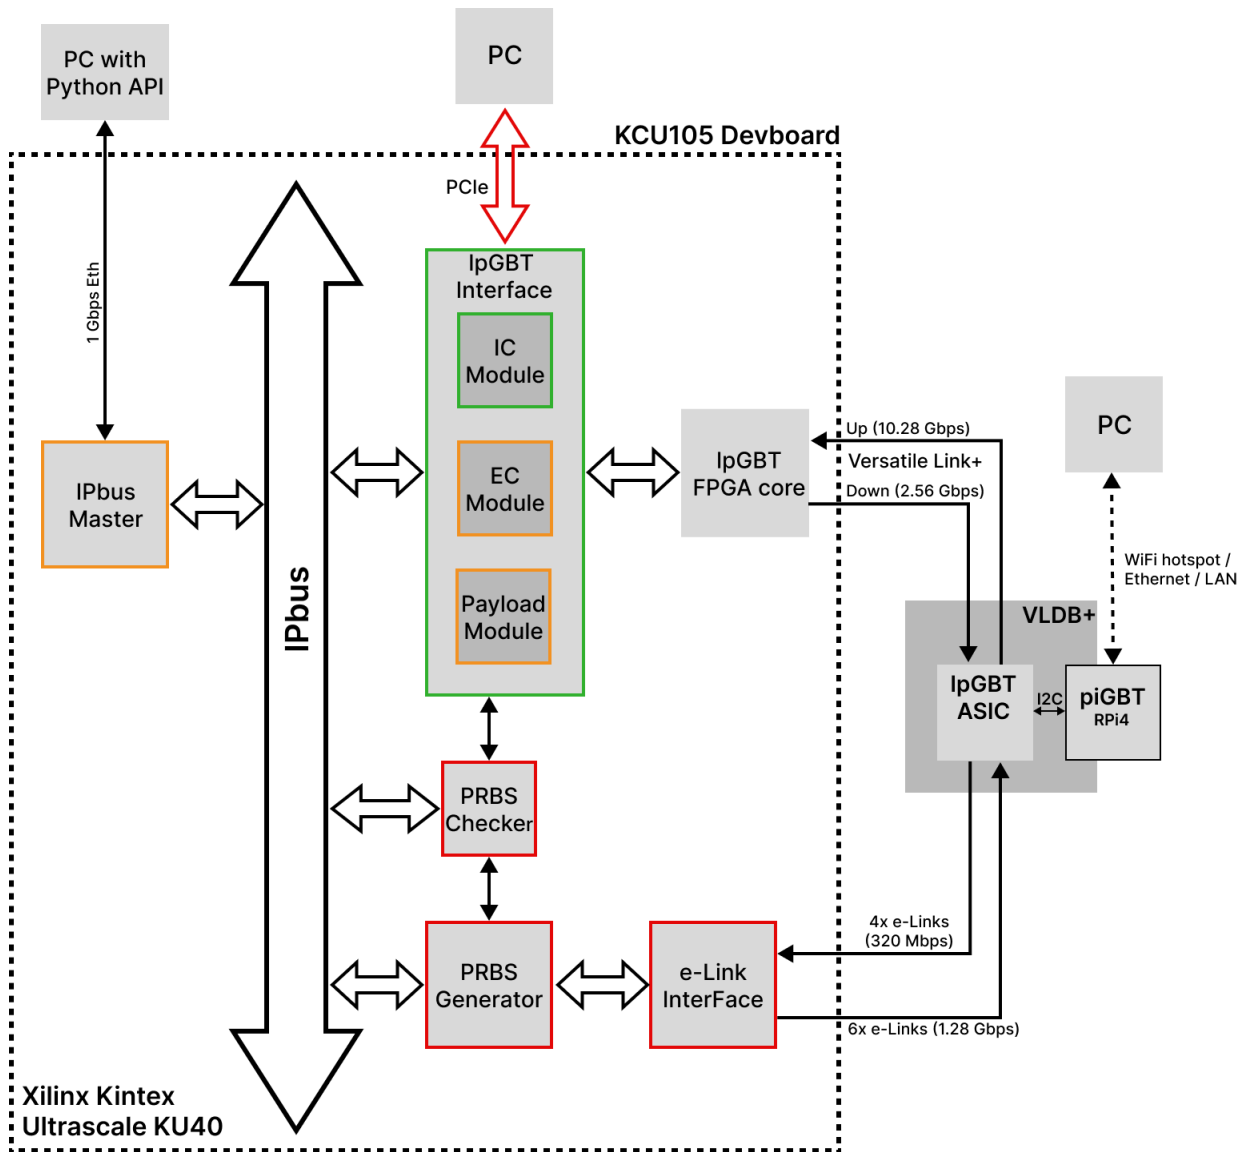 PC with
Python API
PC
KCU105 Devboard
PCIe
1 Gbps Eth
lpGBT
Interface
IC
Module
EC
Module
Payload
Module
IPbus
Master
IPbus
lpGBT
FPGA core
Up (10.28 Gbps)
Versatile Link+
Down (2.56 Gbps)
PC
WiFi hotspot /
Ethernet / LAN
VLDB+
lpGBT
ASIC
I2C
piGBT
RPi4
PRBS
Checker
PRBS
Generator
e-Link
InterFace
4x e-Links
(320 Mbps)
6x e-Links (1.28 Gbps)
Xilinx Kintex
Ultrascale KU40